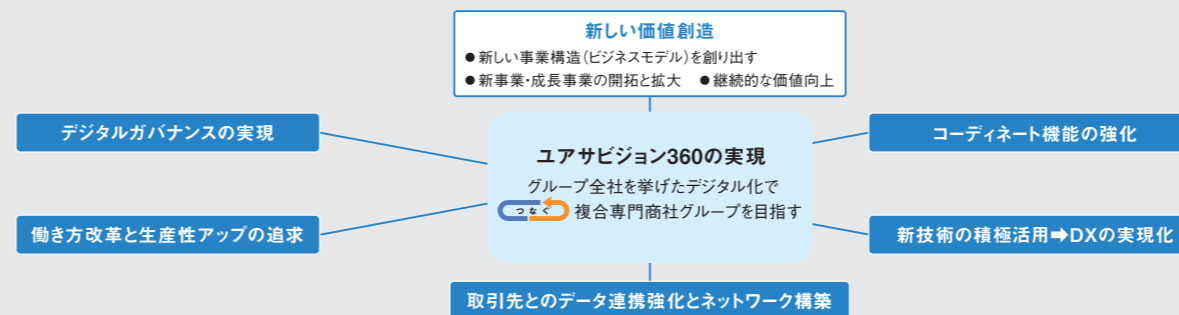 新しい価値創造
●新しい事業構造(ビジネスモデル)を創り出す
●新事業・成長事業の開拓と拡大 ●継続的な価値向上
デジタルガバナンスの実現
コーディネート機能の強化
ユアサビジョン360の実現
グループ全社を挙げたデジタル化で
つなぐ 複合専門商社グループを目指す
働き方改革と生産性アップの追求
新技術の積極活用➡DXの実現化
取引先とのデータ連携強化とネットワーク構築